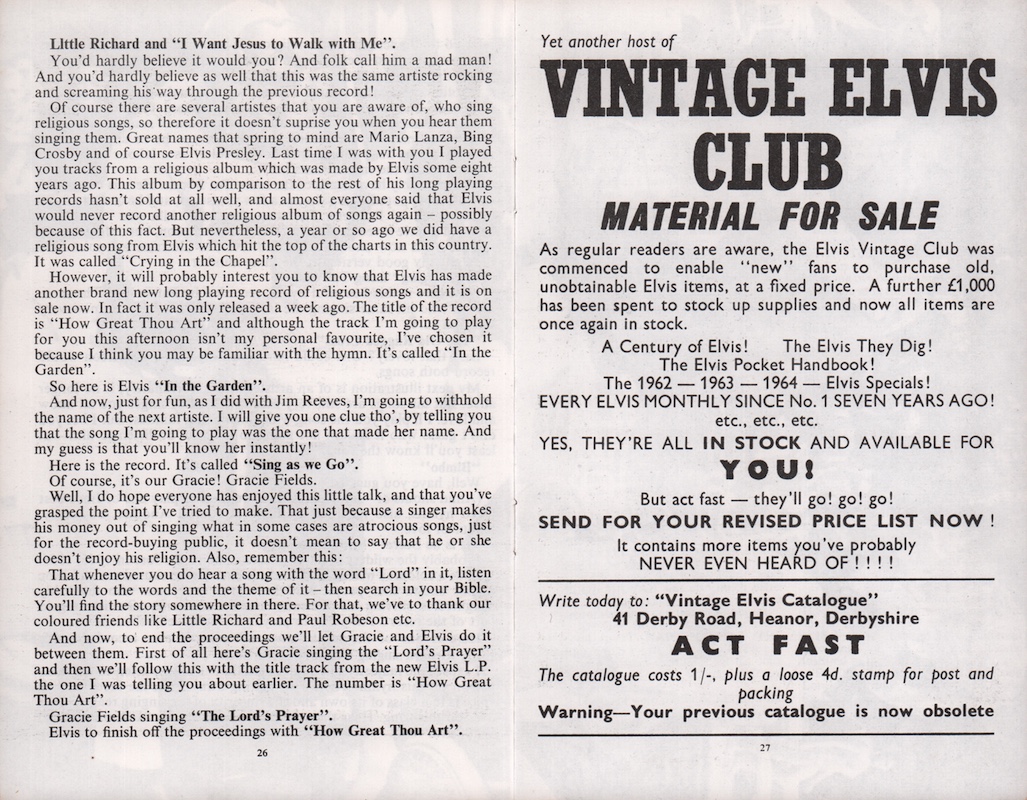 Little Richard and “I Want Jesus to Walk with Me”.
You'd hardly believe it would you? And folk call him a mad man!
And you'd hardly believe as well that this was the same artiste rocking
and screaming his way through the previous record!
Of course there are several artistes that you are aware of, who sing
religious songs, so therefore it doesn't suprise you when you hear them
singing them. Great names that spring to mind are Mario Lanza, Bing
Crosby and of course Elvis Presley. Last time I was with you I played
you tracks from a religious album which was made by Elvis some eight
years ago. This album by comparison to the rest of his long playing
records hasn't sold at all well, and almost everyone said that Elvis
would never record another religious album of songs again – possibly
because of this fact. But nevertheless, a year or so ago we did have a
religious song from Elvis which hit the top of the charts in this country.
It was called “Crying in the Chapel”.
However, it will probably interest you to know that Elvis has made
another brand new long playing record of religious songs and it is on
sale now. In fact it was only released a week ago. The title of the record
is “How Great Thou Art” and although the track I'm going to play
for you this afternoon isn't my personal favourite, I've chosen it
because I think you may be familiar with the hymn. It's called “In the
Garden”.
So here is Elvis “In the Garden”.
And now, just for fun, as I did with Jim Reeves, I'm going to withhold
the name of the next artiste. I will give you one clue tho', by telling you
that the song I'm going to play was the one that made her name. And
my guess is that you'll know her instantly!
Here is the record. It's called “Sing as we Go”.
Of course, it's our Gracie! Gracie Fields.
Well, I do hope everyone has enjoyed this little talk, and that you've
grasped the point I've tried to make. That just because a singer makes
his money out of singing what in some cases are atrocious songs, just
for the record-buying public, it doesn't mean to say that he or she
doesn't enjoy his religion. Also, remember this:
That whenever you do hear a song with the word “Lord” in it, listen
carefully to the words and the theme of it – then search in your Bible.
You'll find the story somewhere in there. For that, we've to thank our
coloured friends like Little Richard and Paul Robeson etc.
And now, to end the proceedings we'll let Gracie and Elvis do it
between them. First of all here's Gracie singing the “Lord's Prayer”
and then we'll follow this with the title track from the new Elvis L.P.
the one I was telling you about earlier. The number is “How Great
Thou Art”.
Gracie Fields singing “The Lord's Prayer”.
Elvis to finish off the proceedings with “How Great Thou Art”.
26
Yet another host of
VINTAGE ELVIS
CLUB
MATERIAL FOR SALE
As regular readers are aware, the Elvis Vintage Club was
commenced to enable “new” fans to purchase old,
unobtainable Elvis items, at a fixed price. A further £1,000
has been spent to stock up supplies and now all items are
once again in stock.
A Century of Elvis! The Elvis They Dig!
The Elvis Pocket Handbook!
The 1962 — 1963 — 1964 — Elvis Specials!
EVERY ELVIS MONTHLY SINCE No. 1 SEVEN YEARS AGO!
etc., etc., etc.
YES, THEY'RE ALL IN STOCK AND AVAILABLE FOR
YOU!
But act fast — they'll go! go! go!
SEND FOR YOUR REVISED PRICE LIST NOW !
It contains more items you've probably
NEVER EVEN HEARD OF ! ! ! !
Write today to: “Vintage Elvis Catalogue”
41 Derby Road, Heanor, Derbyshire
ACT FAST
The catalogue costs 1/-, plus a loose 4d. stamp for post and
packing
Warning—Your previous catalogue is now obsolete
27